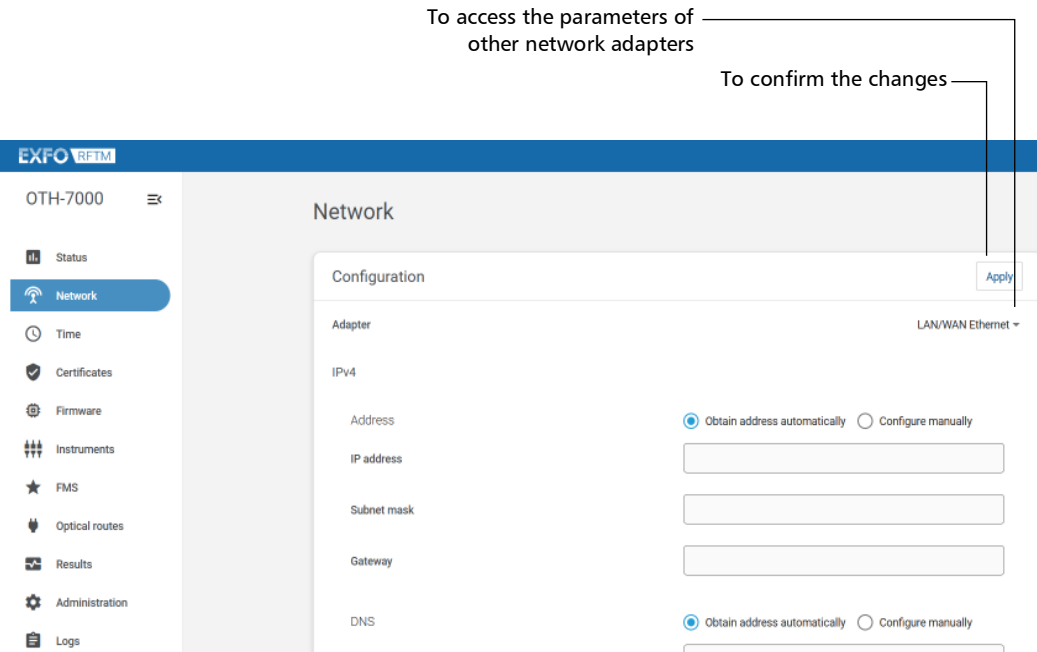 To access the parameters of
other network adapters
To confirm the changes
EXFO RFTM
OTH-7000
Network
Status
Configuration
Apply
Network
Time
Adapter
LAN/WAN Ethernet
Certificates
IPv4
Firmware
Address
Obtain address automatically
Configure manually
Instruments
IP address
FMS
Subnet mask
Optical routes
Results
Gateway
Administration
DNS
Obtain address automatically
Configure manually
Logs